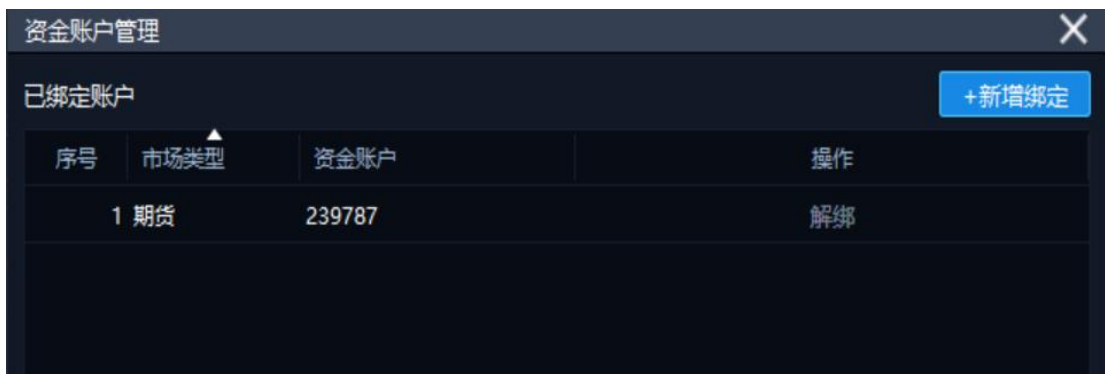 资金账户管理
已绑定账户 +新增绑定
序号 市场类型 资金账户 操作
1 期货 239787 解绑